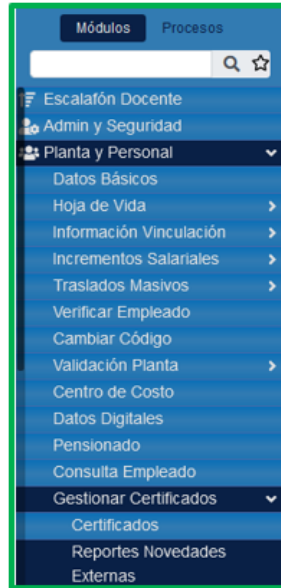 Módulos Procesos
Escalafón Docente
Admin y Seguridad
Planta y Personal
Datos Básicos
Hoja de Vida
Información Vinculación
Incrementos Salariales
Traslados Masivos
Verificar Empleado
Cambiar Código
Validación Planta
Centro de Costo
Datos Digitales
Pensionado
Consulta Empleado
Gestionar Certificados
Certificados
Reportes Novedades
Externas